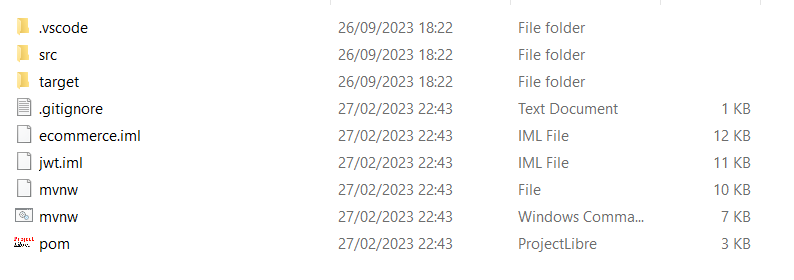 .vscode 26/09/2023 18:22 File folder
src 26/09/2023 18:22 File folder
target 26/09/2023 18:22 File folder
.gitignore 27/02/2023 22:43 Text Document 1 KB
ecommerce.iml 27/02/2023 22:43 IML File 12 KB
jwt.iml 27/02/2023 22:43 IML File 11 KB
mvnw 27/02/2023 22:43 File 10 KB
mvnw 27/02/2023 22:43 Windows Comma... 7 KB
Project Libre pom 27/02/2023 22:43 ProjectLibre 3 KB